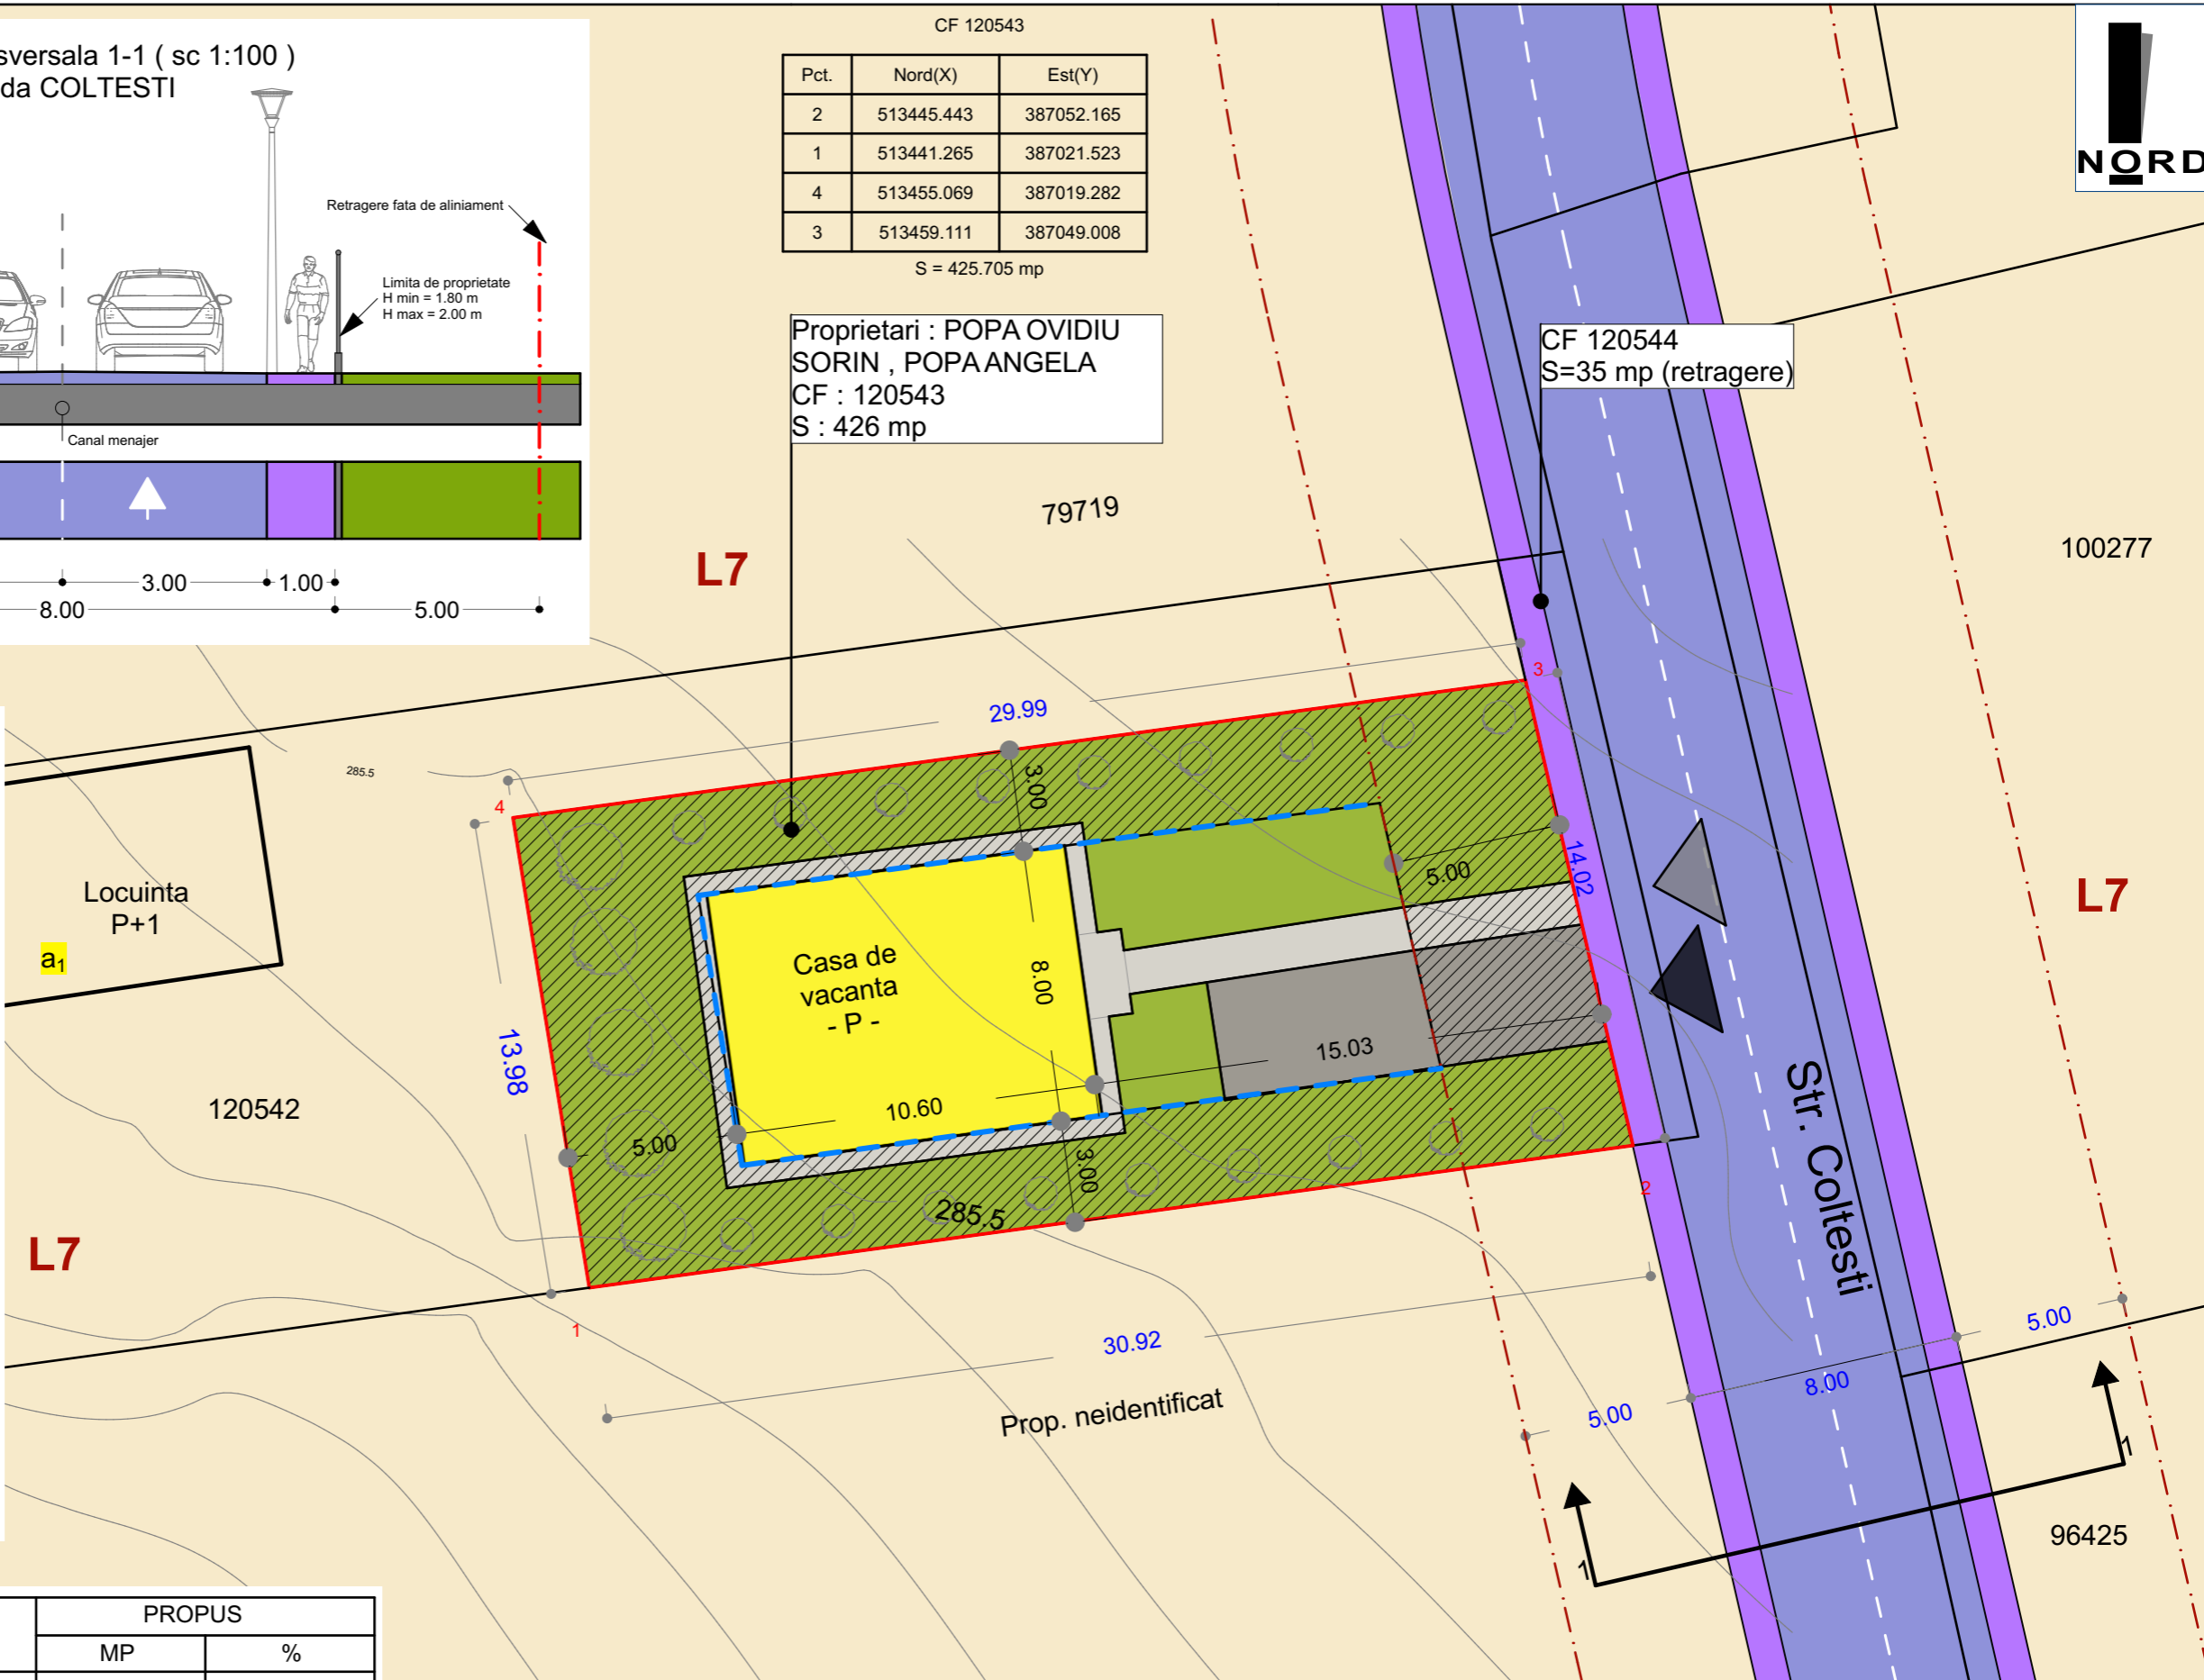 sversala 1-1 ( sc 1:100 )
da COLTESTI
Retragere fata de aliniament
Limita de proprietate
H min = 1.80 m
H max = 2.00 m
Canal menajer
3.00
1.00
8.00
5.00
CF 120543
Pct. Nord(X) Est(Y)
2 513445.443 387052.165
1 513441.265 387021.523
4 513455.069 387019.282
3 513459.111 387049.008
S = 425.705 mp
Proprietari : POPA OVIDIU
SORIN , POPA ANGELA
CF : 120543
S : 426 mp
CF 120544
S=35 mp (retragere)
NORD
79719
100277
L7
L7
L7
29.99
3
4
285.5
3.00
14.02
5.00
Locuinta
P+1
a₁
Casa de
vacanta
- P -
8.00
15.03
10.60
5.00
13.98
3.00
120542
285.5
2
1
30.92
Prop. neidentificat
Str. Coltesti
5.00
8.00
5.00
1
1
96425
PROPUS
MP %